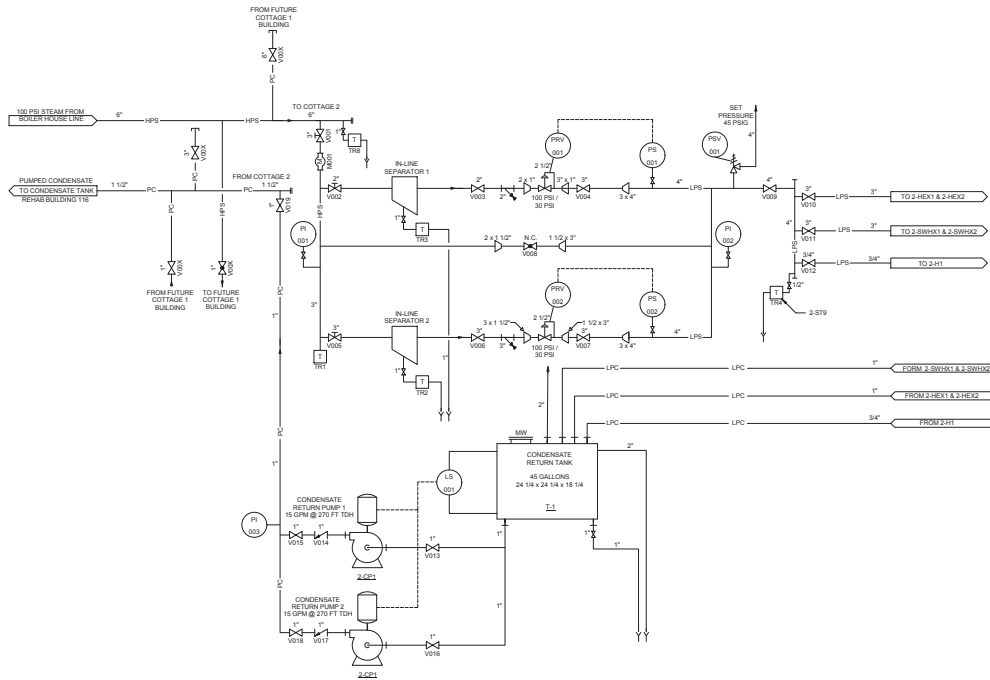 FROM FUTURE
COTTAGE 1
BUILDING
6"
V00X
PC
TO COTTAGE 2
6"
100 PSI STEAM FROM
BOILER HOUSE LINE
6"
HPS
HPS
3"
V001
1"
T
TR8
3"
V00X
M001
FROM COTTAGE 2
1 1/2"
PUMPED CONDENSATE
TO CONDENSATE TANK
REHAB BUILDING 116
1 1/2"
PC
PC
1"
V019
PC
HPS
1"
V00X
1"
V00X
FROM FUTURE
COTTAGE 1
BUILDING
TO FUTURE
COTTAGE 1
BUILDING
PC
HPS
PI
001
3"
2"
V002
IN-LINE
SEPARATOR 1
1"
T
TR3
2"
V003
2"
2 x 1"
PRV
001
2 1/2"
100 PSI /
30 PSI
3" x 1"
3"
V004
3 x 4"
PS
001
4"
LPS
SET
PRESSURE
45 PSIG
PSV
001
4"
4"
V009
PI
002
2 x 1 1/2"
N.C.
V008
1 1/2 x 3"
4"
LPS
3"
V010
LPS
3"
TO 2-HEX1 & 2-HEX2
3"
V011
LPS
3"
TO 2-SWHX1 & 2-SWHX2
3/4"
V012
LPS
3/4"
TO 2-H1
1/2"
T
TR4
2-ST9
3"
V005
T
TR1
IN-LINE
SEPARATOR 2
1"
T
TR2
1"
3"
V006
3"
3 x 1 1/2"
PRV
002
2 1/2"
100 PSI /
30 PSI
1 1/2 x 3"
3"
V007
3 x 4"
PS
002
4"
LPS
LPC
LPC
1"
FORM 2-SWHX1 & 2-SWHX2
LPC
LPC
1"
FROM 2-HEX1 & 2-HEX2
LPC
LPC
3/4"
FROM 2-H1
2"
MW
CONDENSATE
RETURN TANK
45 GALLONS
24 1/4 x 24 1/4 x 18 1/4
T-1
2"
LS
001
1"
1"
1"
1"
PC
1"
PI
003
PC
CONDENSATE
RETURN PUMP 1
15 GPM @ 270 FT TDH
1"
V015
1"
V014
2-CP1
1"
V013
1"
CONDENSATE
RETURN PUMP 2
15 GPM @ 270 FT TDH
1"
V018
1"
V017
2-CP1
1"
V016